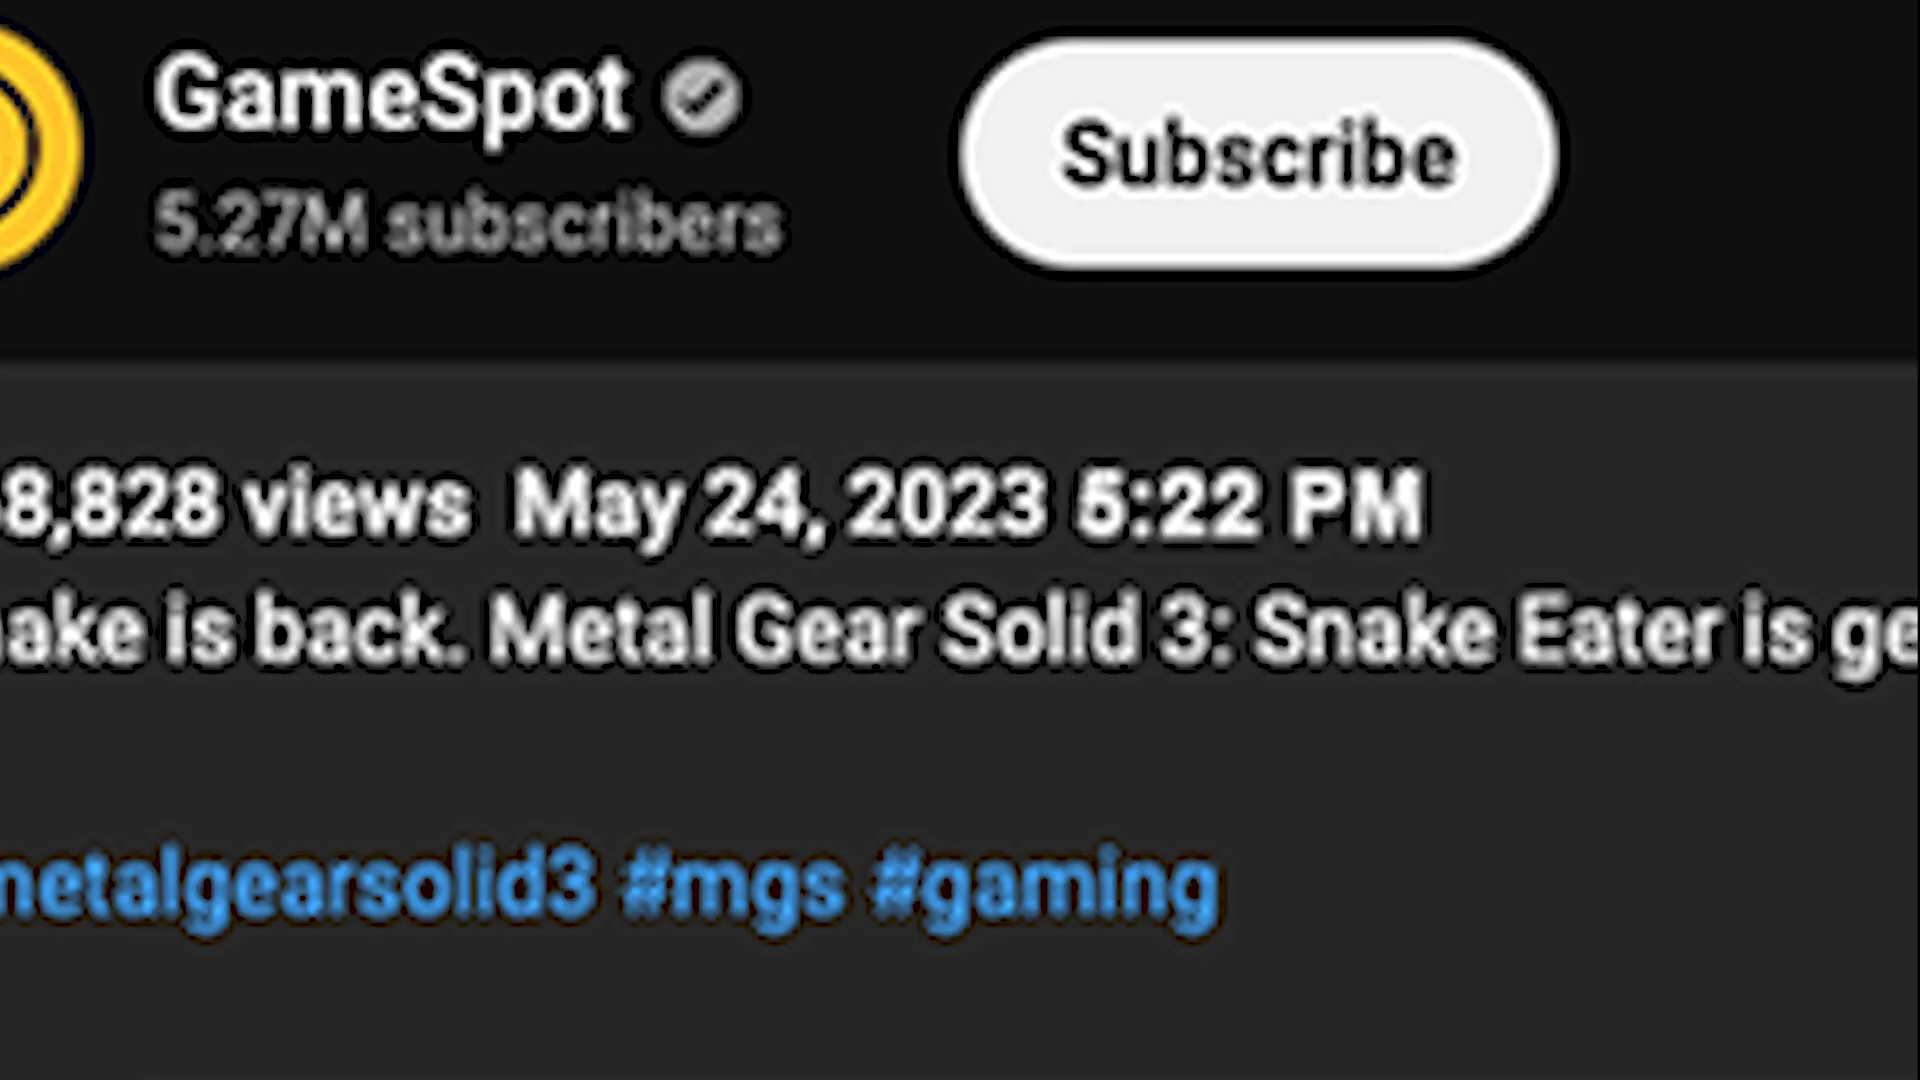 GameSpot
Subscribe
5.27M subscribers
8,828 views May 24, 2023 5:22 PM
ake is back. Metal Gear Solid 3: Snake Eater is ge
metalgearsolid3 #mgs #gaming